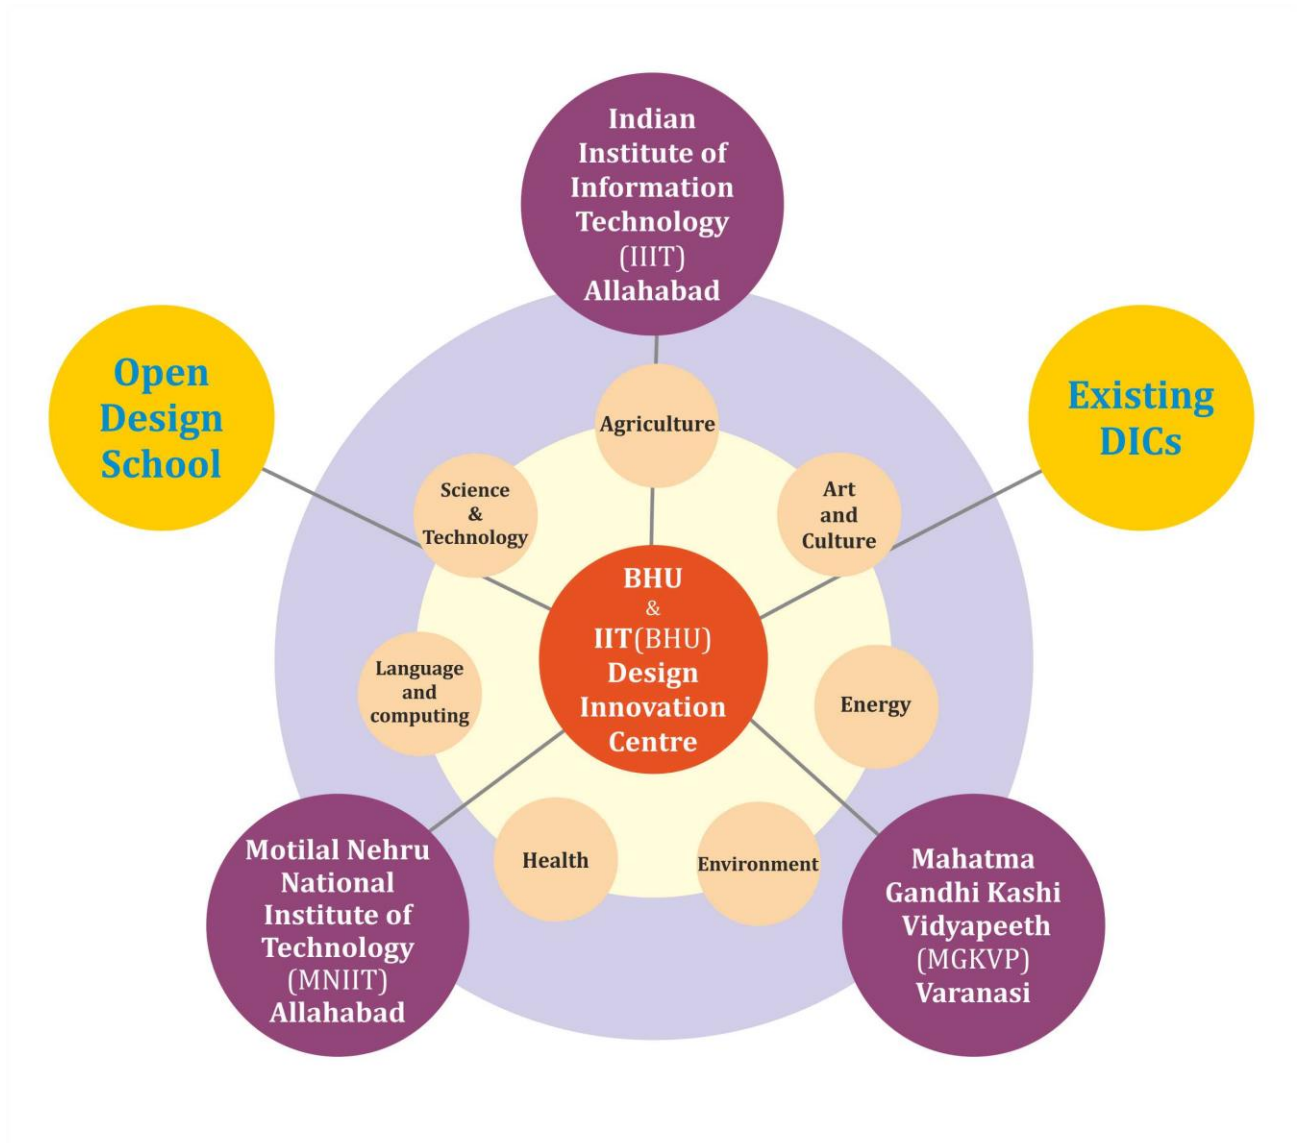 Indian
Institute of
Information
Technology
(IIIT)
Allahabad
Open
Design
School
Existing
DICs
Agriculture
Science
&
Technology
Art
and
Culture
BHU
&
IIT(BHU)
Design
Innovation
Centre
Language
and
computing
Energy
Health
Environment
Motilal Nehru
National
Institute of
Technology
(MNIIT)
Allahabad
Mahatma
Gandhi Kashi
Vidyapeeth
(MGKVP)
Varanasi